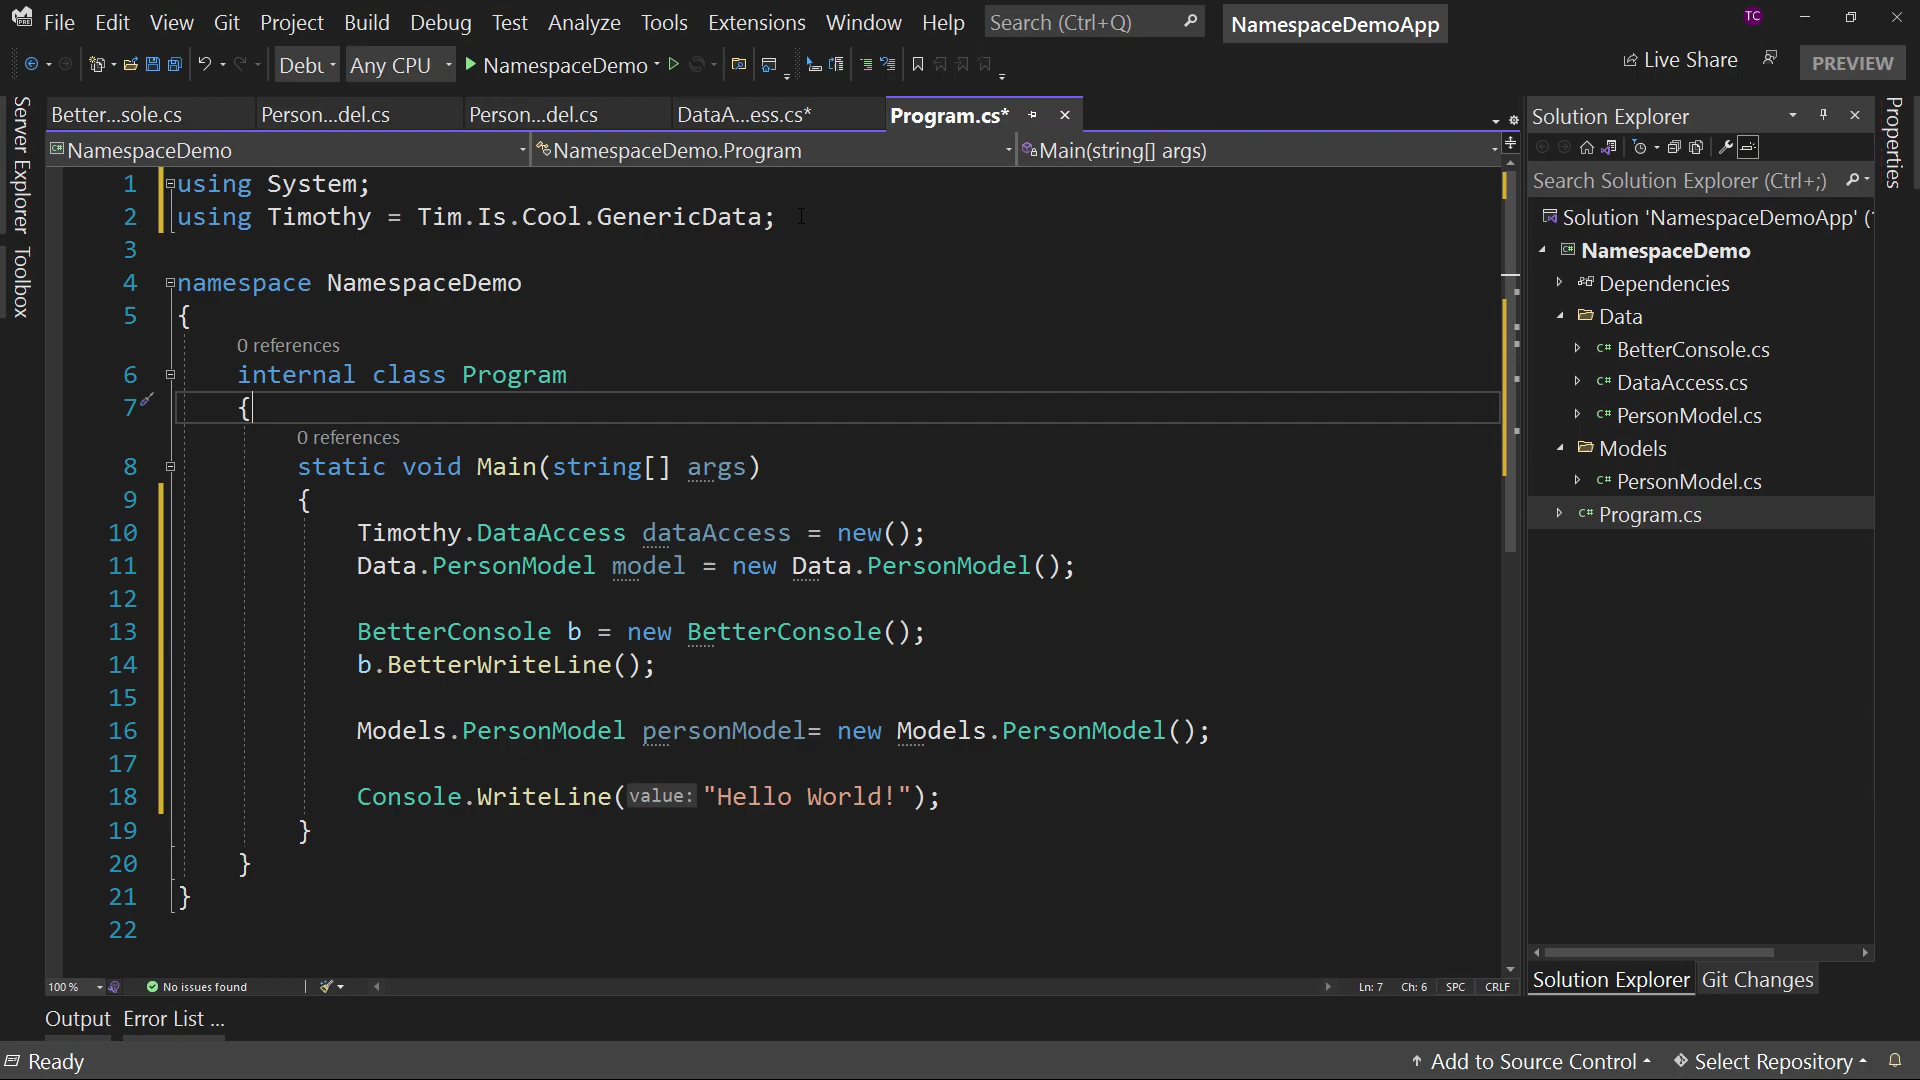 File Edit View Git Project Build Debug Test Analyze Tools Extensions Window Help Search (Ctrl+Q) NamespaceDemoApp TC
Debu Any CPU NamespaceDemo Live Share PREVIEW
Server Explorer
Toolbox
Better...sole.cs Person...del.cs Person...del.cs DataA...ess.cs* Program.cs*
NamespaceDemo NamespaceDemo.Program Main(string[] args)
1 using System;
2 using Timothy = Tim.Is.Cool.GenericData;
3
4 namespace NamespaceDemo
5 {
0 references
6 internal class Program
7 {
0 references
8 static void Main(string[] args)
9 {
10 Timothy.DataAccess dataAccess = new();
11 Data.PersonModel model = new Data.PersonModel();
12
13 BetterConsole b = new BetterConsole();
14 b.BetterWriteLine();
15
16 Models.PersonModel personModel= new Models.PersonModel();
17
18 Console.WriteLine(value: "Hello World!");
19 }
20 }
21 }
22
100 % No issues found Ln: 7 Ch: 6 SPC CRLF
Solution Explorer
Search Solution Explorer (Ctrl+;)
Solution 'NamespaceDemoApp' (
NamespaceDemo
Dependencies
Data
C# BetterConsole.cs
C# DataAccess.cs
C# PersonModel.cs
Models
C# PersonModel.cs
C# Program.cs
Solution Explorer Git Changes
Properties
Output Error List ...
Ready Add to Source Control Select Repository